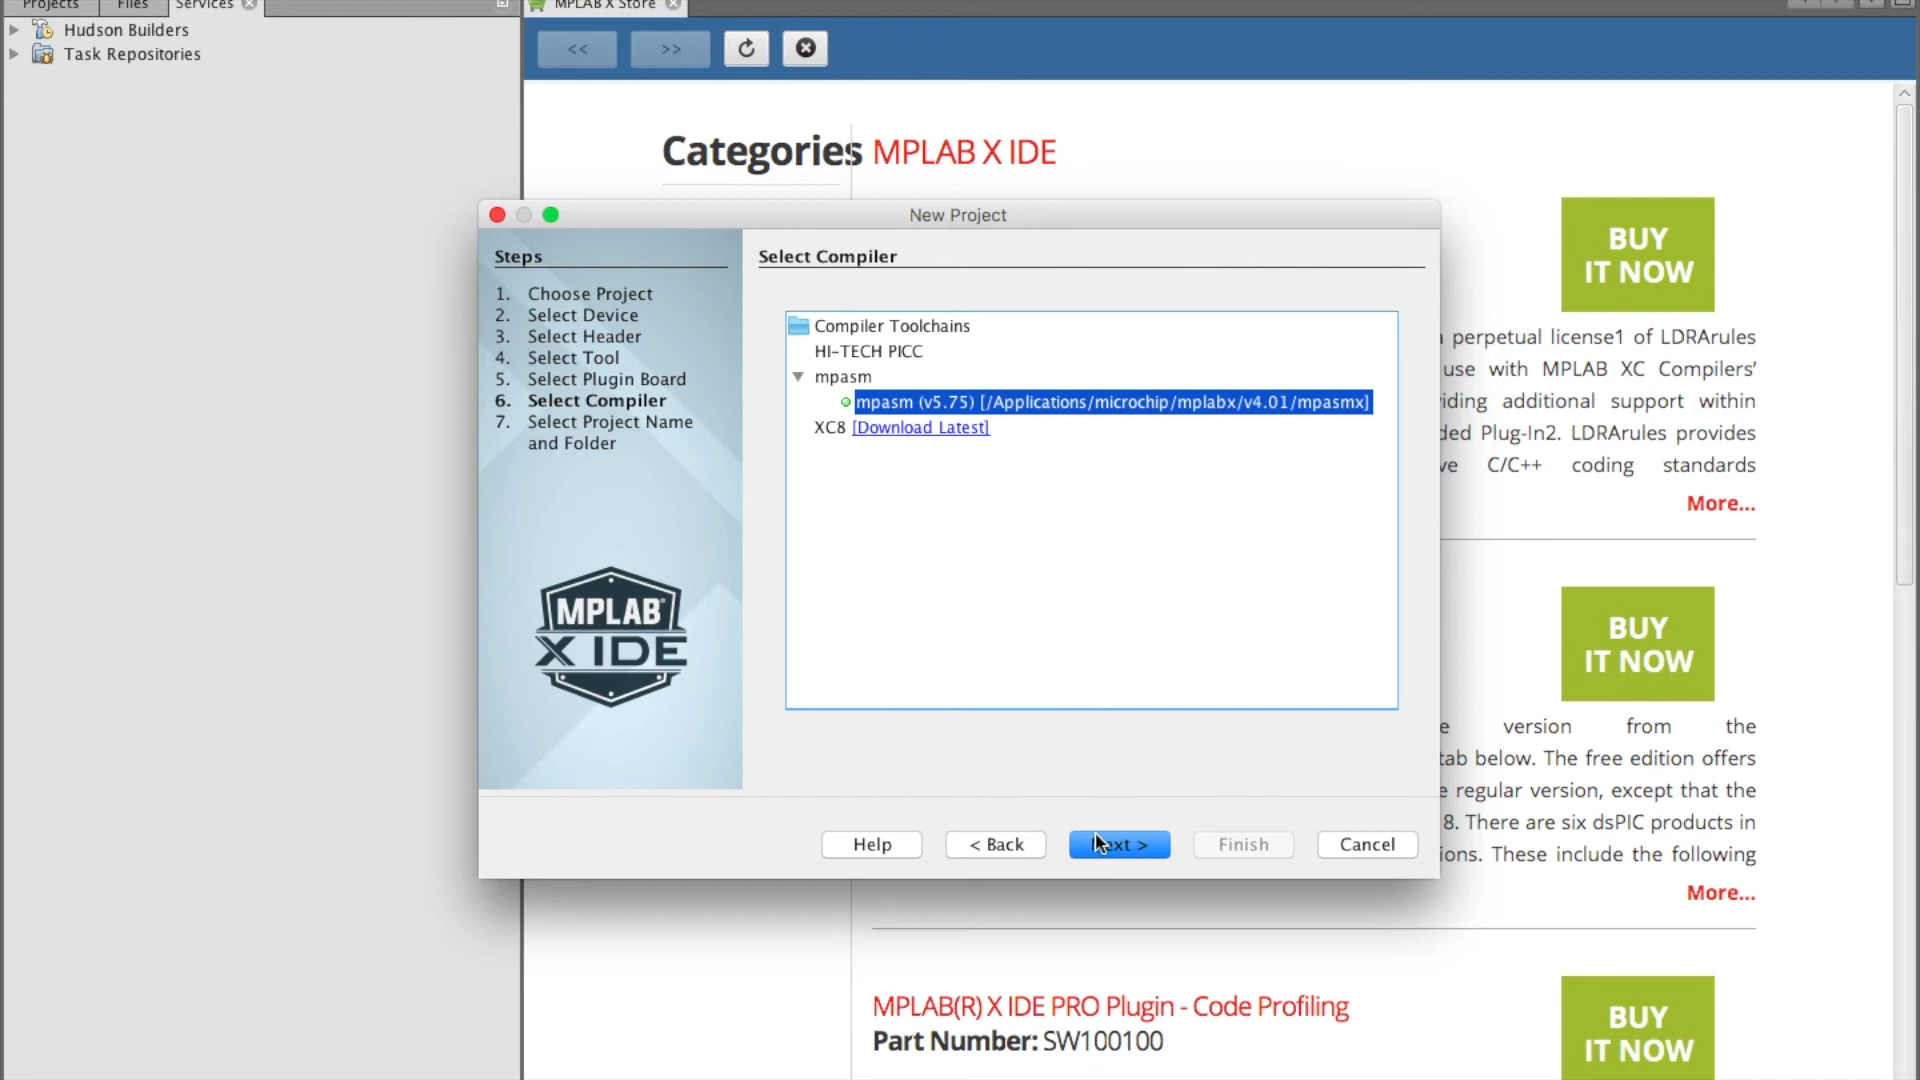 Projects
Files
Services
MPLAB X Store
Hudson Builders
Task Repositories
<<
>>
Categories
MPLAB X IDE
BUY
IT NOW
perpetual license1 of LDRArules
use with MPLAB XC Compilers’
additional support within
Plug-In2. LDRArules provides
C/C++ coding standards
More...
BUY
IT NOW
version from the
tab below. The free edition offers
regular version, except that the
8. There are six dsPIC products in
These include the following
More...
MPLAB(R) X IDE PRO Plugin - Code Profiling
Part Number: SW100100
BUY
IT NOW
New Project
Steps
1. Choose Project
2. Select Device
3. Select Header
4. Select Tool
5. Select Plugin Board
6. Select Compiler
7. Select Project Name
and Folder
MPLAB®
X IDE
Select Compiler
Compiler Toolchains
HI-TECH PICC
mpasm
mpasm (v5.75) [/Applications/microchip/mplabx/v4.01/mpasmx]
XC8 [Download Latest]
Help
< Back
Next >
Finish
Cancel